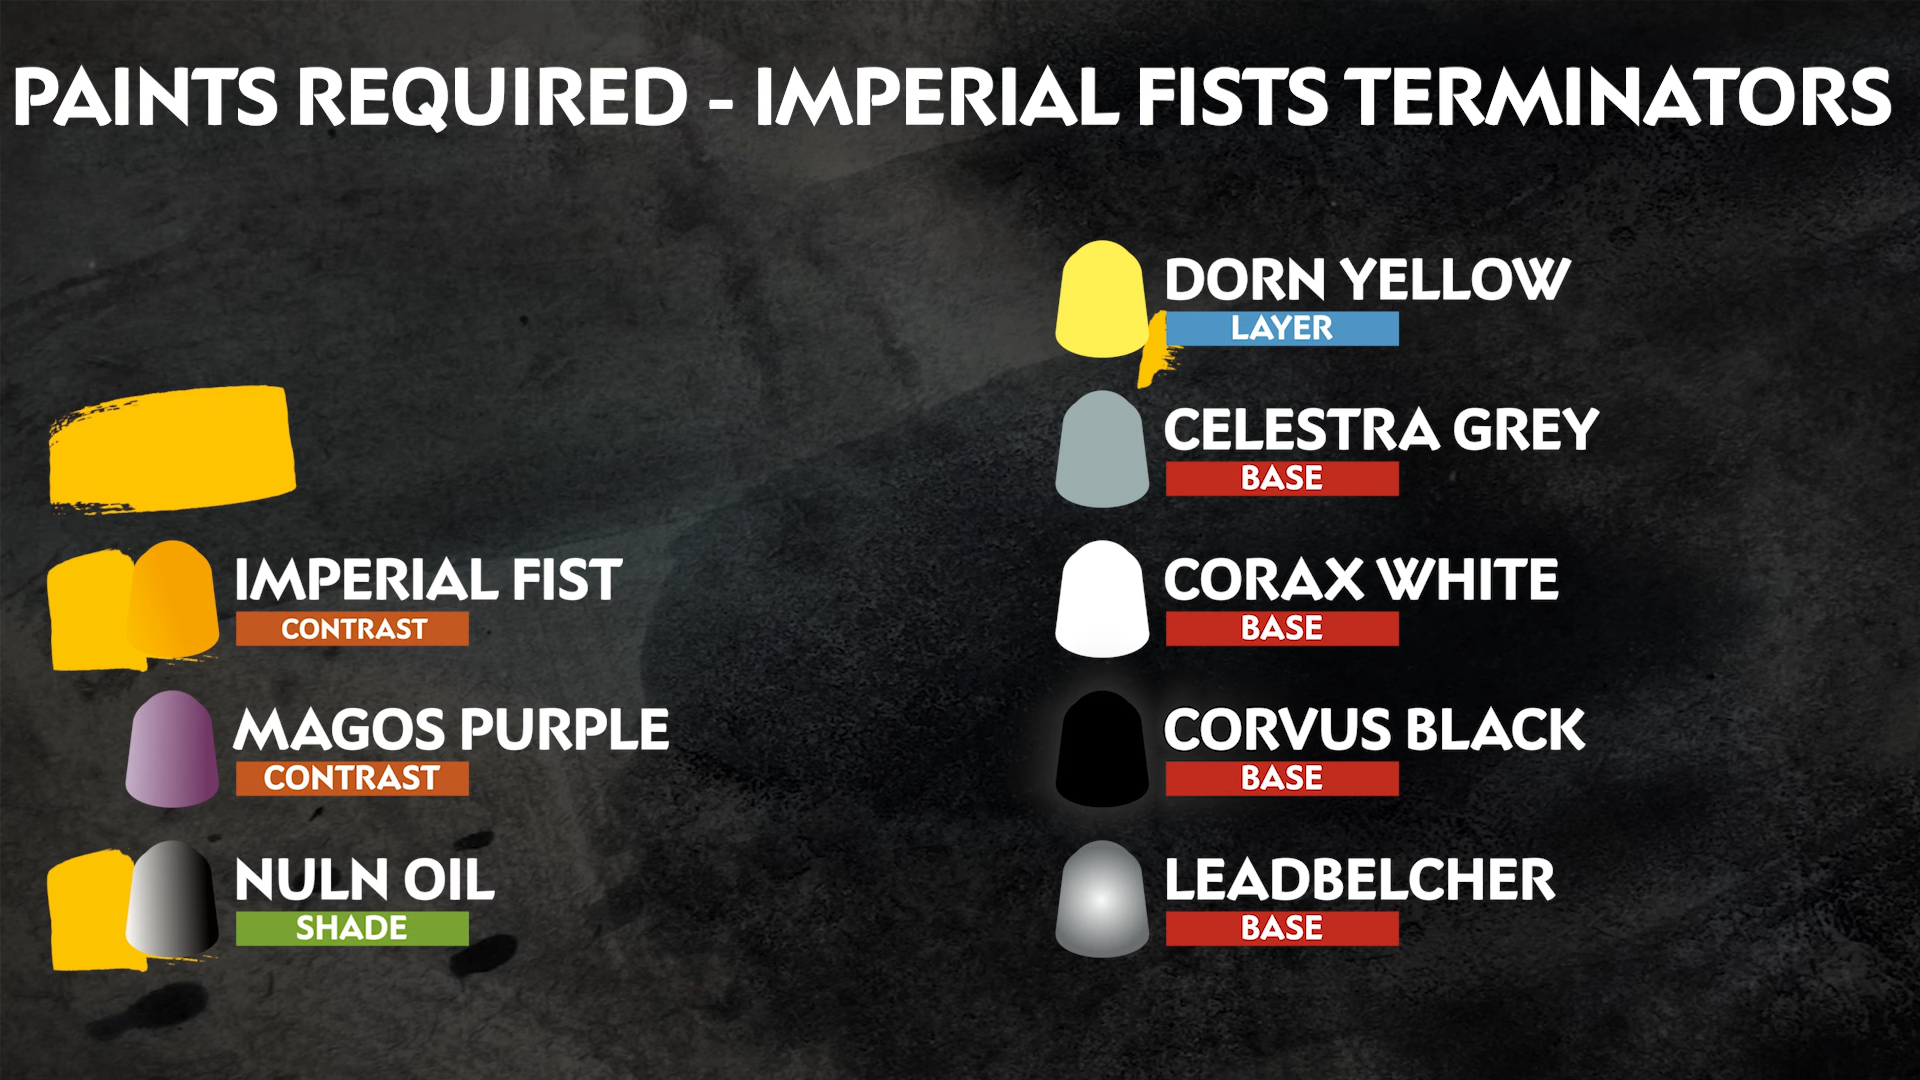 PAINTS REQUIRED - IMPERIAL FISTS TERMINATORS
IMPERIAL FIST
CONTRAST
MAGOS PURPLE
CONTRAST
NULN OIL
SHADE
DORN YELLOW
LAYER
CELESTRA GREY
BASE
CORAX WHITE
BASE
CORVUS BLACK
BASE
LEADBELCHER
BASE